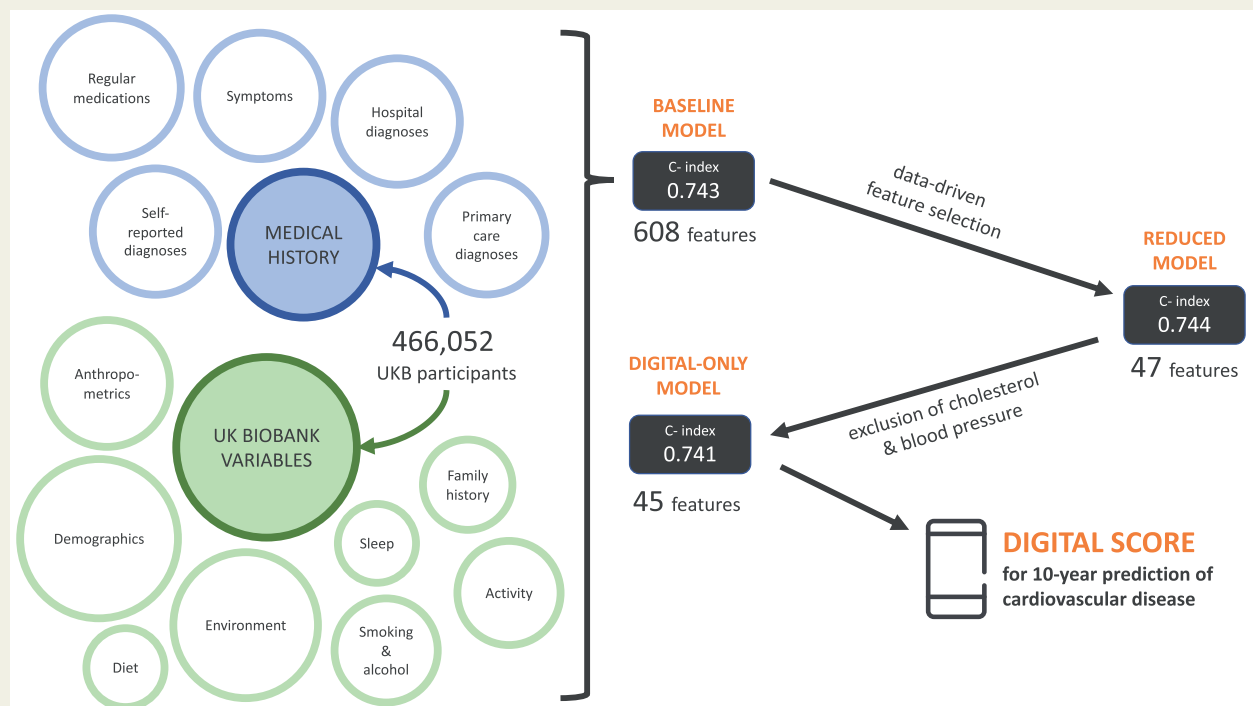 Regular
medications
Symptoms
Hospital
diagnoses
Self-
reported
diagnoses
MEDICAL
HISTORY
Primary
care
diagnoses
466,052
UKB participants
Anthropo-
metrics
UK BIOBANK
VARIABLES
Family
history
Demographics
Sleep
Activity
Environment
Smoking
&
alcohol
Diet
BASELINE
MODEL
C- index
0.743
608 features
data-driven
feature selection
REDUCED
MODEL
C- index
0.744
47 features
exclusion of cholesterol
& blood pressure
DIGITAL-ONLY
MODEL
C- index
0.741
45 features
DIGITAL SCORE
for 10-year prediction of
cardiovascular disease